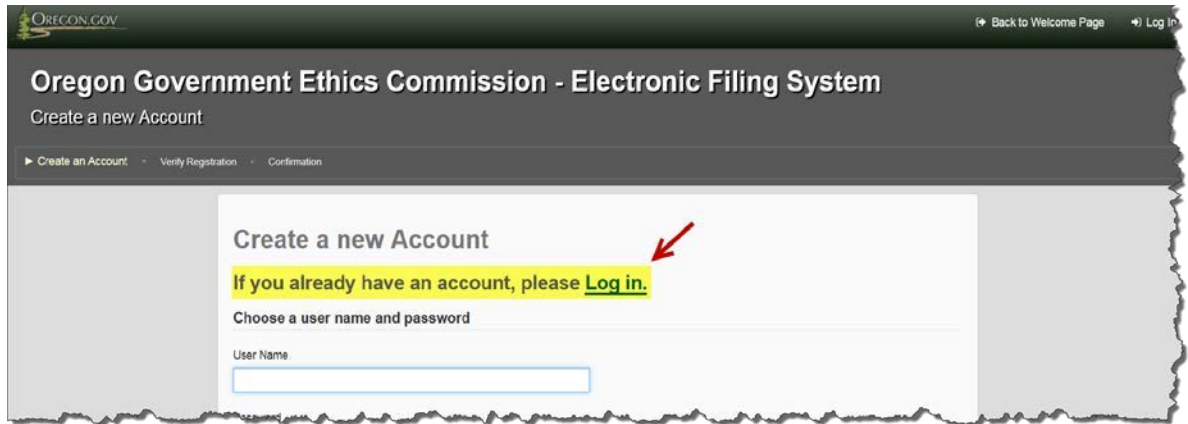 OREGON.GOV
Back to Welcome Page Log In
Oregon Government Ethics Commission - Electronic Filing System
Create a new Account
Create an Account Verify Registration Confirmation
Create a new Account
If you already have an account, please Log in.
Choose a user name and password
User Name